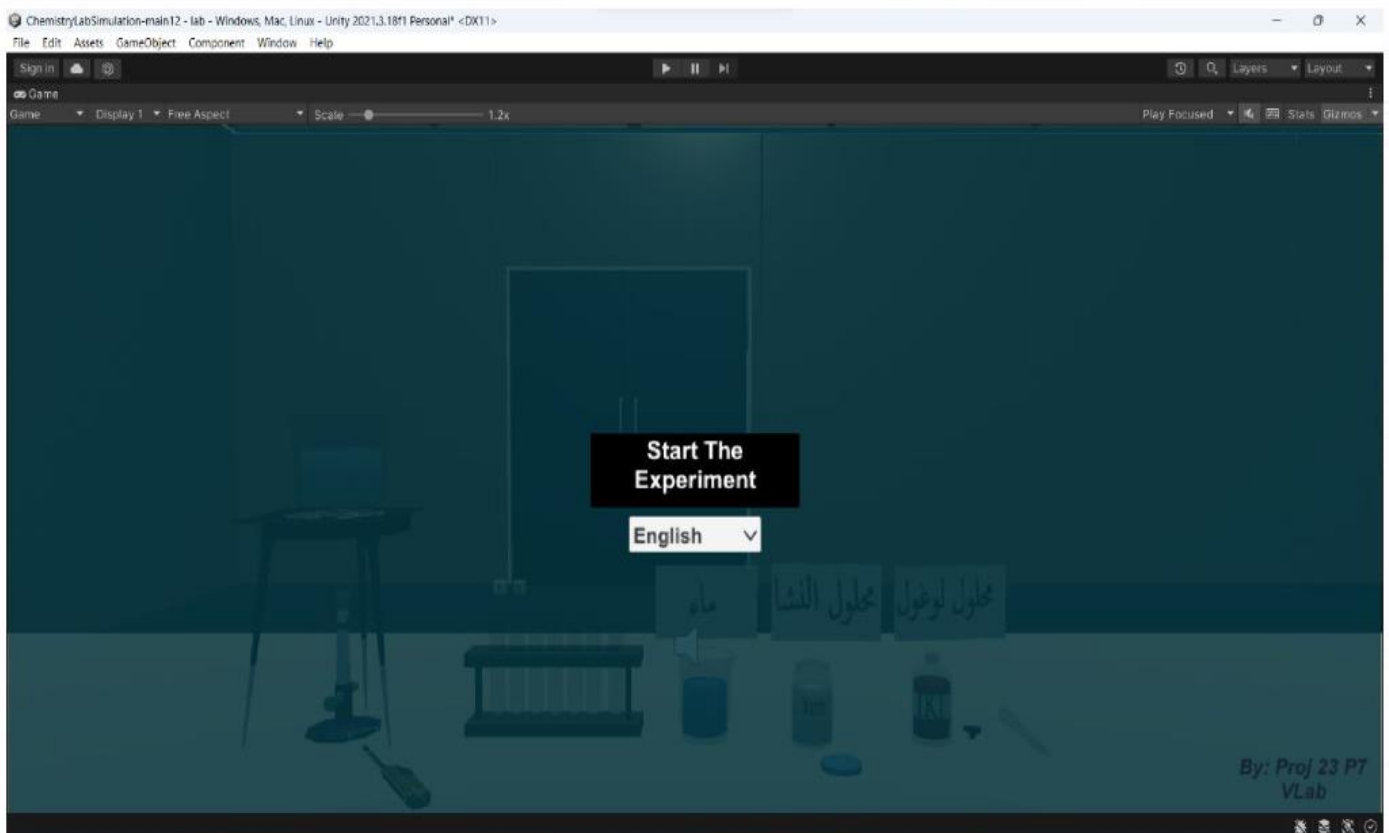 ChemistryLabSimulation-main12 - lab - Windows, Mac, Linux - Unity 2021.3.18f1 Personal* <DX11>
File Edit Assets GameObject Component Window Help
Sign in Layers Layout
Game
Game Display 1 Free Aspect Scale 1.2x Play Focused Stats Gizmos
Start The
Experiment
English
ماء محلول النشا محلول لوغول
IKI
By: Proj 23 P7
VLab